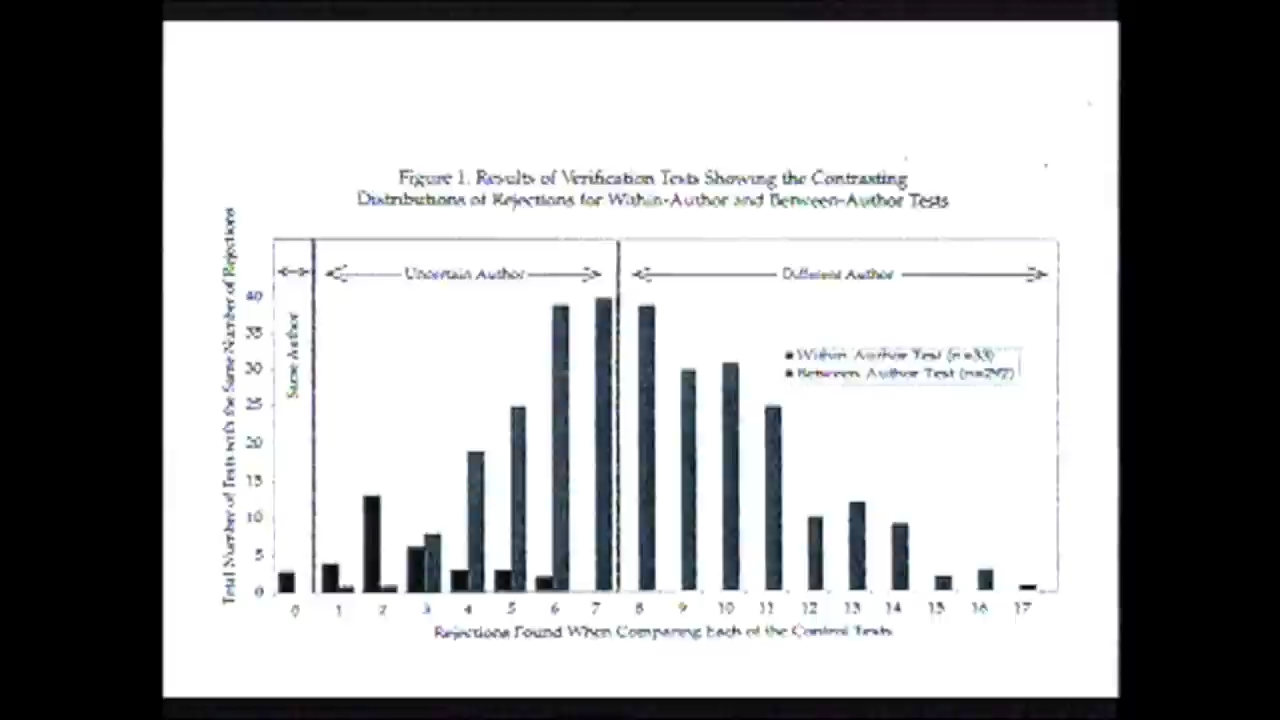 Figure 1. Results of Verification Tests Showing the Contrasting
Distributions of Rejections for Within-Author and Between-Author Tests
Total Number of Tests with the Same Number of Rejections
Same Author
Uncertain Author
Different Author
40
35
30
25
20
15
10
5
0
Within-Author Test (n=33)
Between-Author Test (n=292)
0 1 2 3 4 5 6 7 8 9 10 11 12 13 14 15 16 17
Rejections Found When Comparing Each of the Control Texts